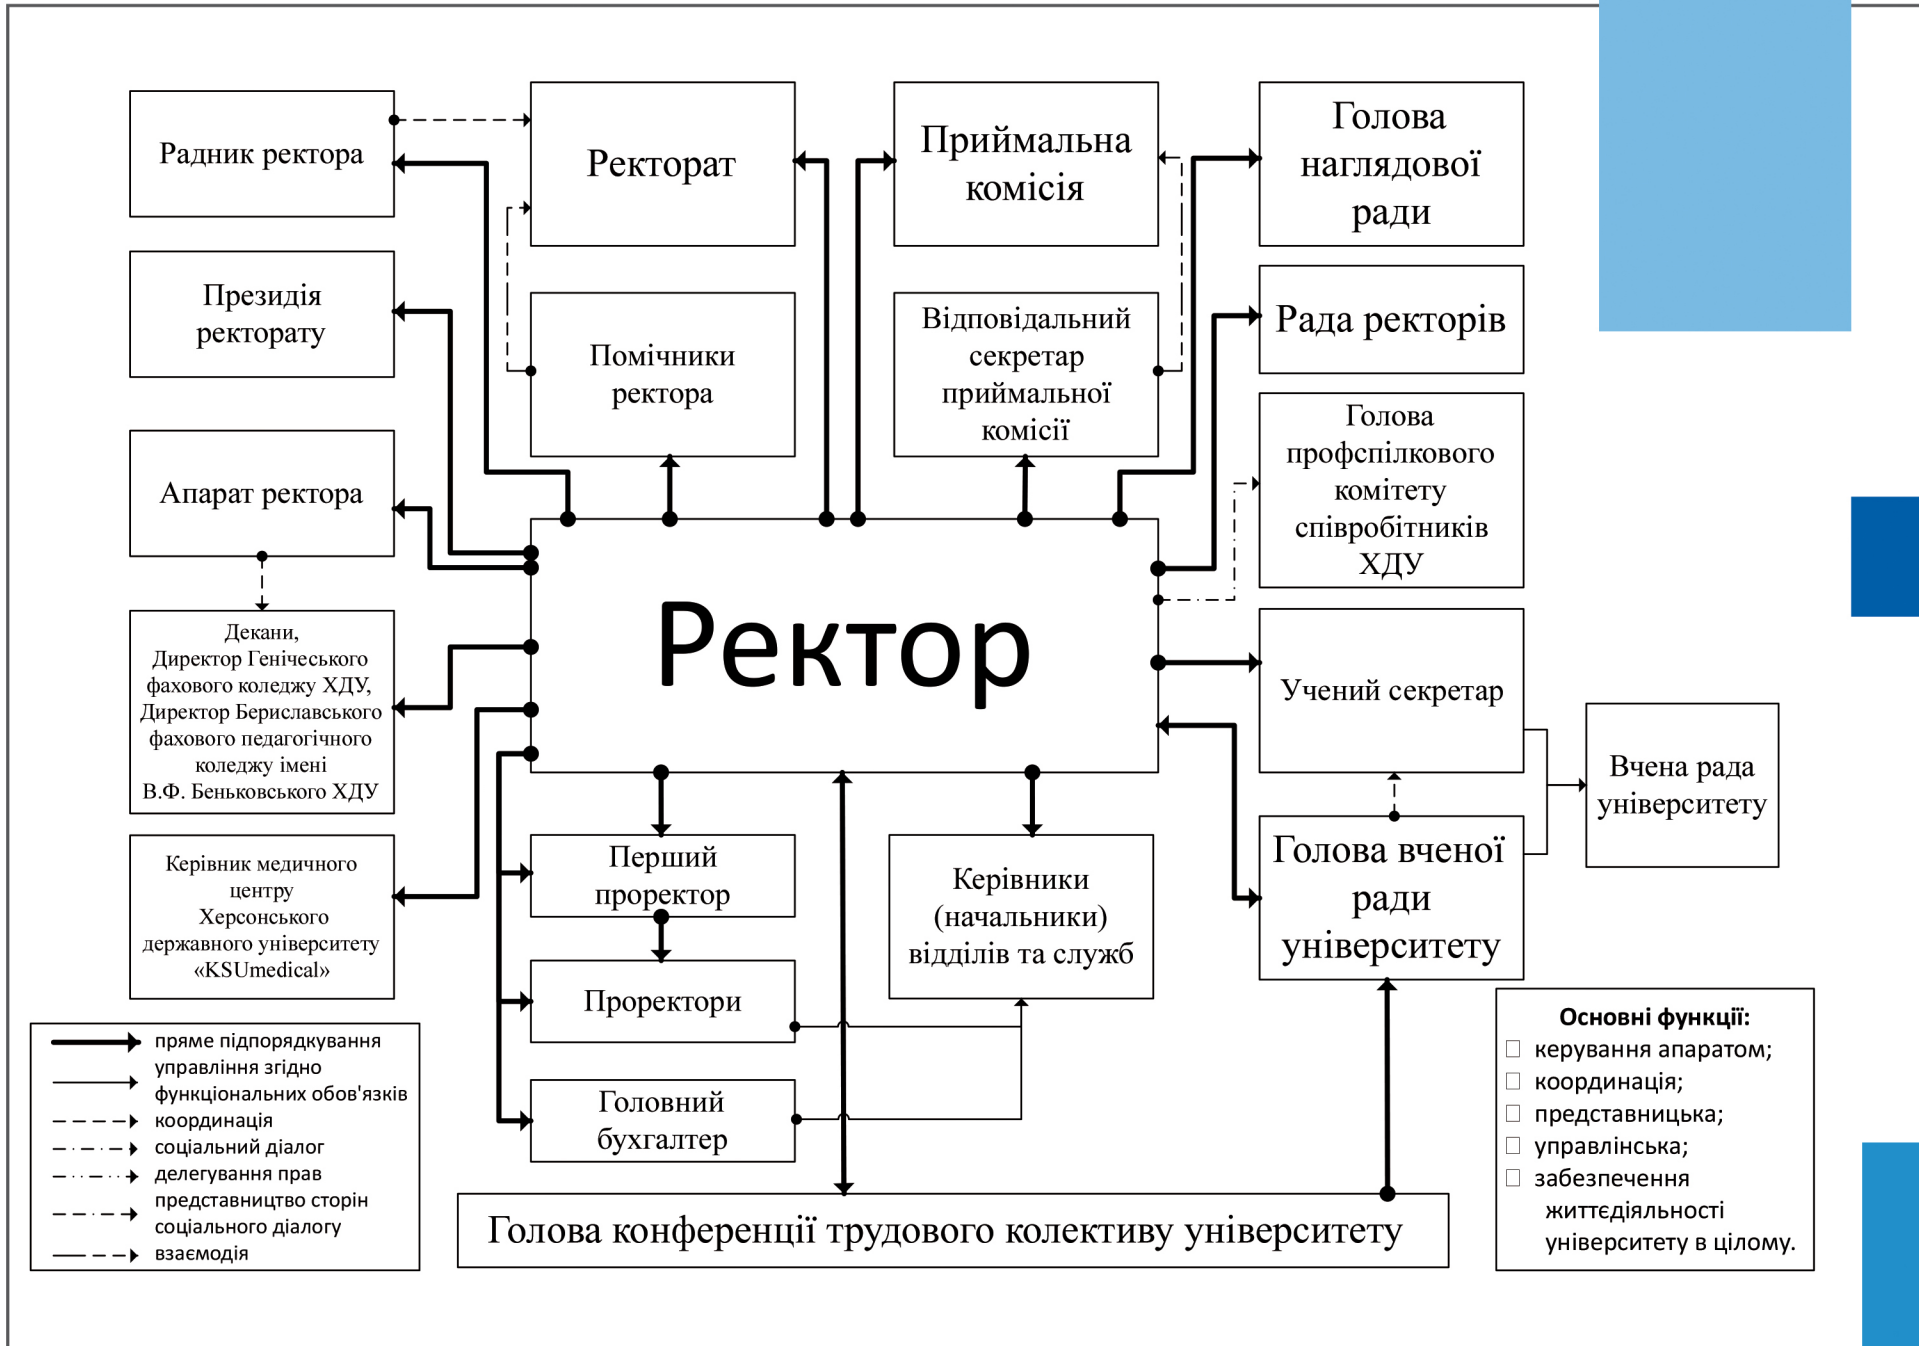 Радник ректора
Ректорат
Приймальна
комісія
Голова
наглядової
ради
Президія
ректорату
Помічники
ректора
Відповідальний
секретар
приймальної
комісії
Рада ректорів
Голова
профспілкового
комітету
співробітників
ХДУ
Апарат ректора
Ректор
Декани,
Директор Генічеського
фахового коледжу ХДУ,
Директор Бериславського
фахового педагогічного
коледжу імені
В.Ф. Беньковського ХДУ
Учений секретар
Вчена рада
університету
Керівник медичного
центру
Херсонського
державного університету
«KSUmedical»
Перший
проректор
Керівники
(начальники)
відділів та служб
Голова вченої
ради
університету
Проректори
Головний
бухгалтер
Голова конференції трудового колективу університету
пряме підпорядкування
управління згідно
функціональних обов'язків
координація
соціальний діалог
делегування прав
представництво сторін
соціального діалогу
взаємодія
Основні функції:
керування апаратом;
координація;
представницька;
управлінська;
забезпечення
життєдіяльності
університету в цілому.